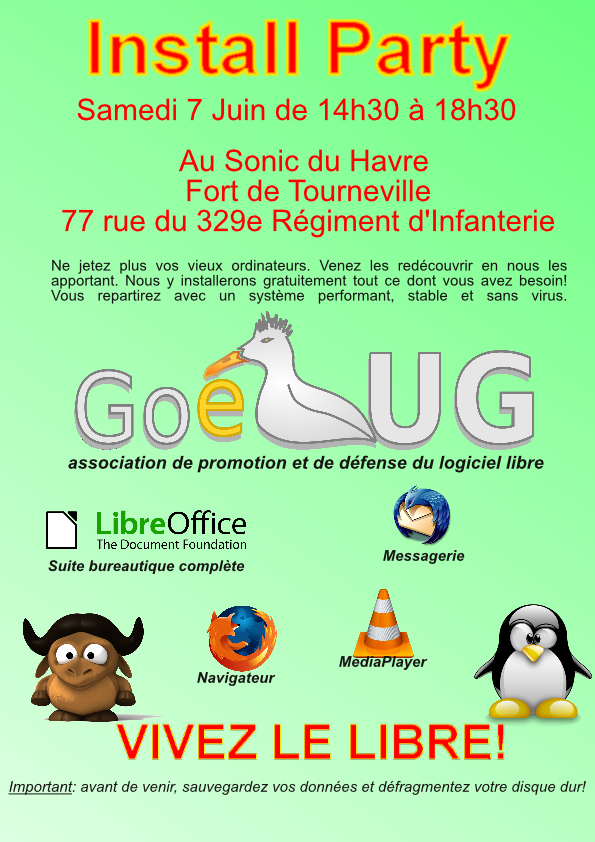 Install Party
Samedi 7 Juin de 14h30 à 18h30
Au Sonic du Havre
Fort de Tourneville
77 rue du 329e Régiment d'Infanterie
Ne jetez plus vos vieux ordinateurs. Venez les redécouvrir en nous les
apportant. Nous y installerons gratuitement tout ce dont vous avez besoin!
Vous repartirez avec un système performant, stable et sans virus.
GoeLUG
association de promotion et de défense du logiciel libre
LibreOffice
The Document Foundation
Suite bureautique complète
Messagerie
Navigateur
MediaPlayer
VIVEZ LE LIBRE!
Important: avant de venir, sauvegardez vos données et défragmentez votre disque dur!